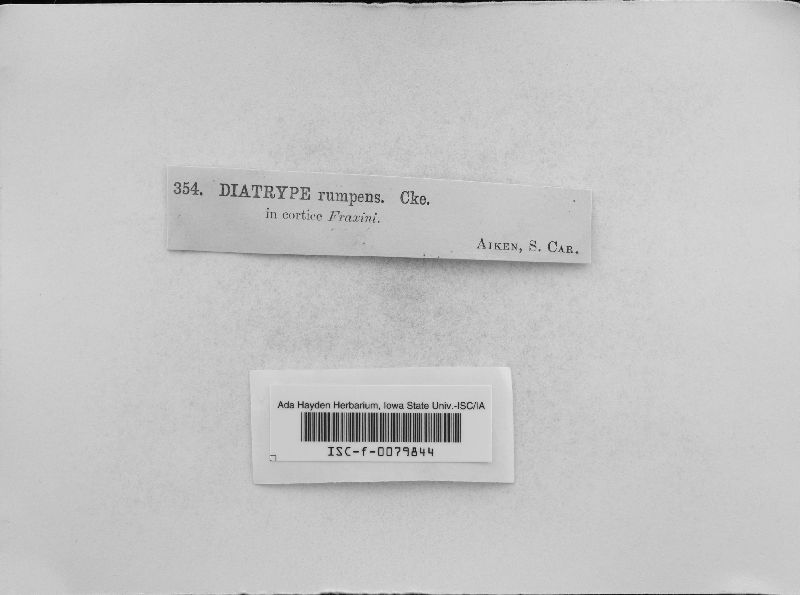 354. DIATRYPE rumpens. Cke.
in cortice Fraxini.
AIKEN, S. CAR.
Ada Hayden Herbarium, Iowa State Univ.-ISC/IA
ISC-f-0079844